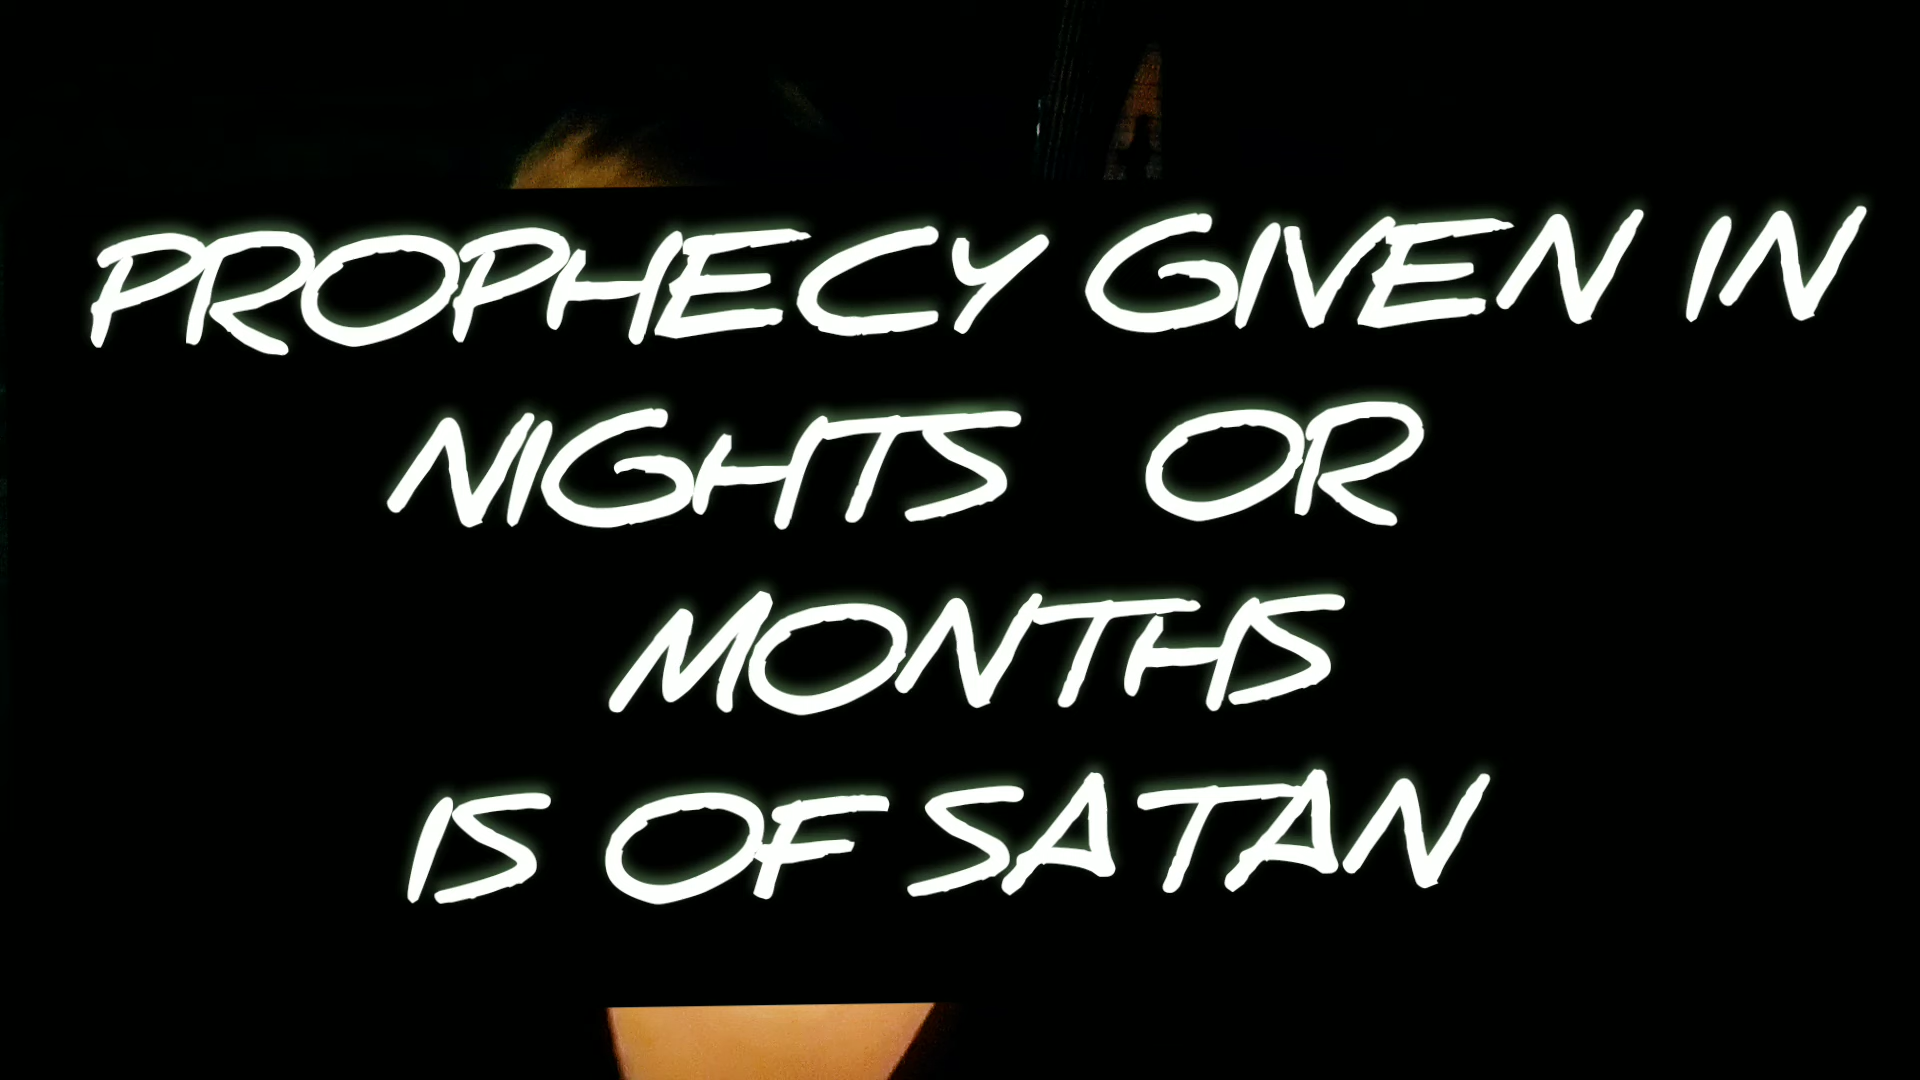 PROPHECY GIVEN IN
NIGHTS OR
MONTHS
IS OF SATAN